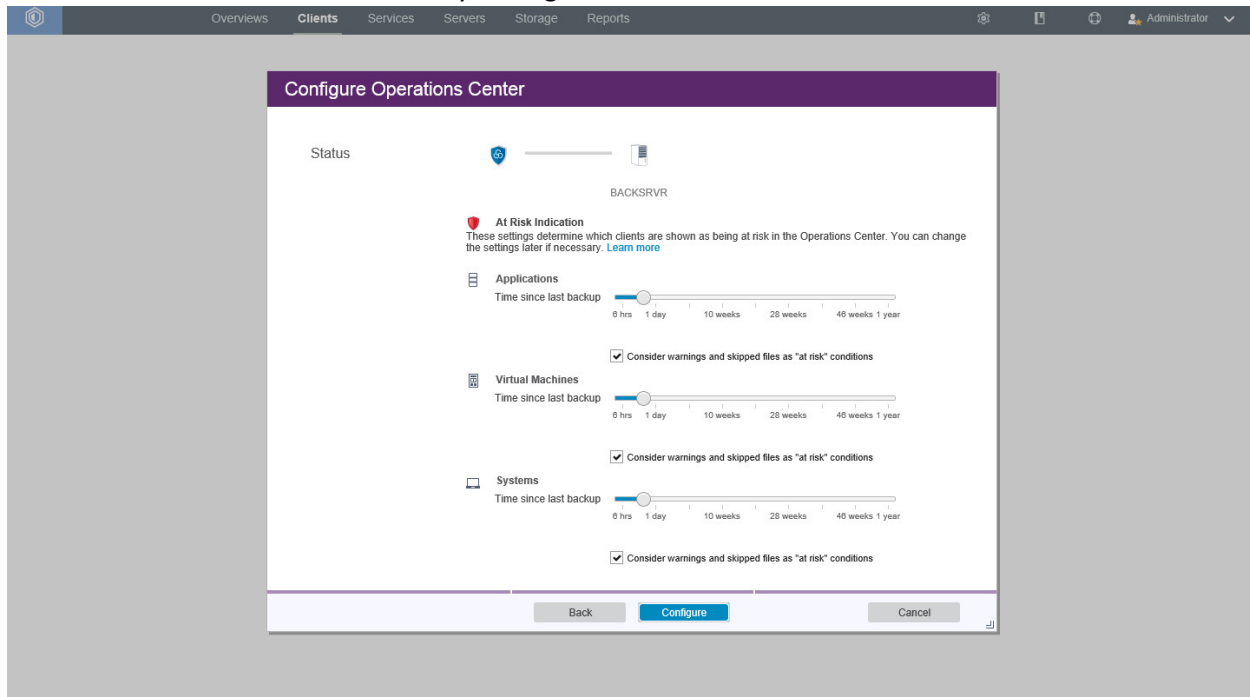 Overviews Clients Services Servers Storage Reports Administrator
Configure Operations Center
Status
BACKSRVR
At Risk Indication
These settings determine which clients are shown as being at risk in the Operations Center. You can change
the settings later if necessary. Learn more
Applications
Time since last backup
6 hrs 1 day 10 weeks 28 weeks 46 weeks 1 year
Consider warnings and skipped files as "at risk" conditions
Virtual Machines
Time since last backup
6 hrs 1 day 10 weeks 28 weeks 46 weeks 1 year
Consider warnings and skipped files as "at risk" conditions
Systems
Time since last backup
6 hrs 1 day 10 weeks 28 weeks 46 weeks 1 year
Consider warnings and skipped files as "at risk" conditions
Back Configure Cancel